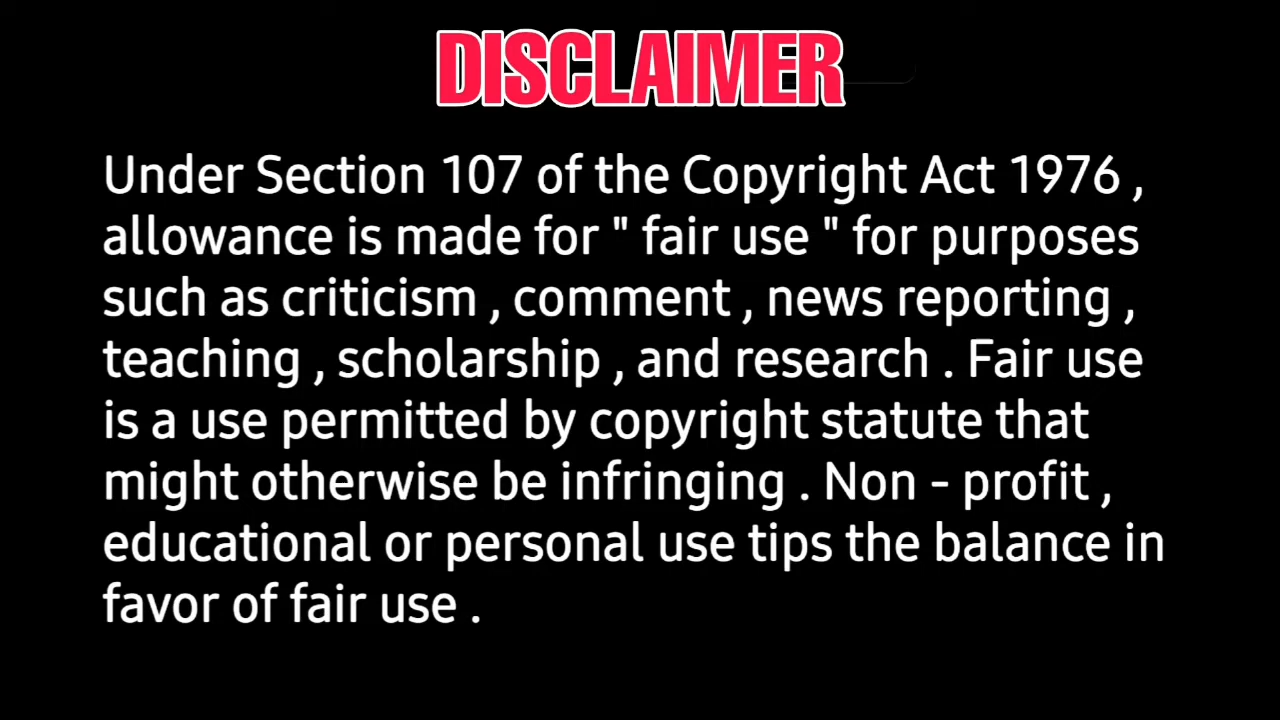 DISCLAIMER
Under Section 107 of the Copyright Act 1976 ,
allowance is made for " fair use " for purposes
such as criticism , comment , news reporting ,
teaching , scholarship , and research . Fair use
is a use permitted by copyright statute that
might otherwise be infringing . Non - profit ,
educational or personal use tips the balance in
favor of fair use .